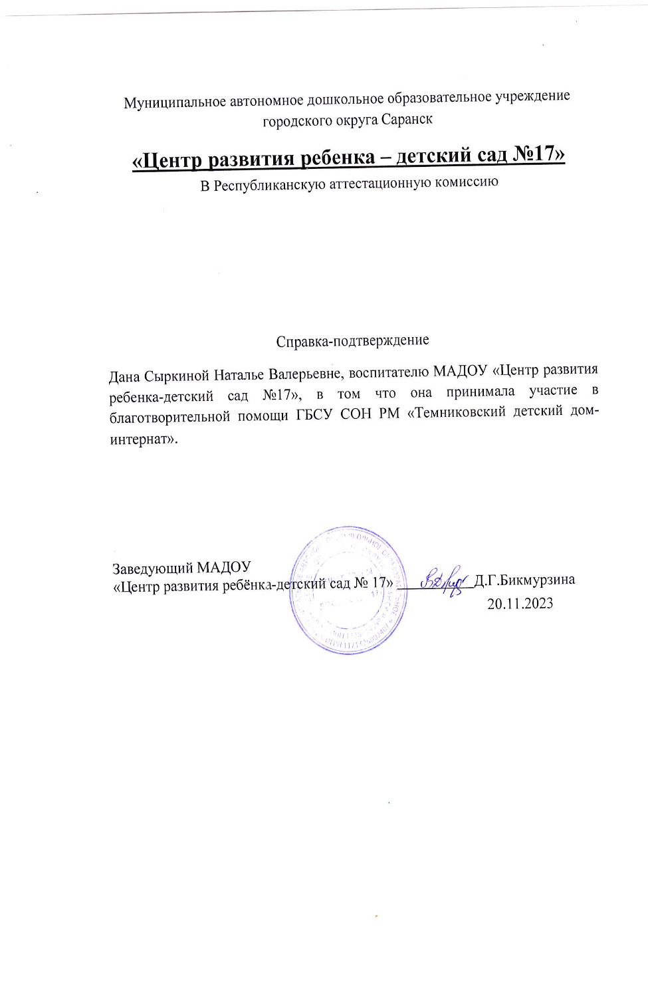 Муниципальное автономное дошкольное образовательное учреждение
городского округа Саранск
«Центр развития ребенка – детский сад №17»
В Республиканскую аттестационную комиссию
Справка-подтверждение
Дана Сыркиной Наталье Валерьевне, воспитателю МАДОУ «Центр развития
ребенка-детский сад №17», в том что она принимала участие в
благотворительной помощи ГБСУ СОН РМ «Темниковский детский дом-
интернат».
Заведующий МАДОУ
«Центр развития ребёнка-детский сад № 17» ___________Д.Г.Бикмурзина
20.11.2023